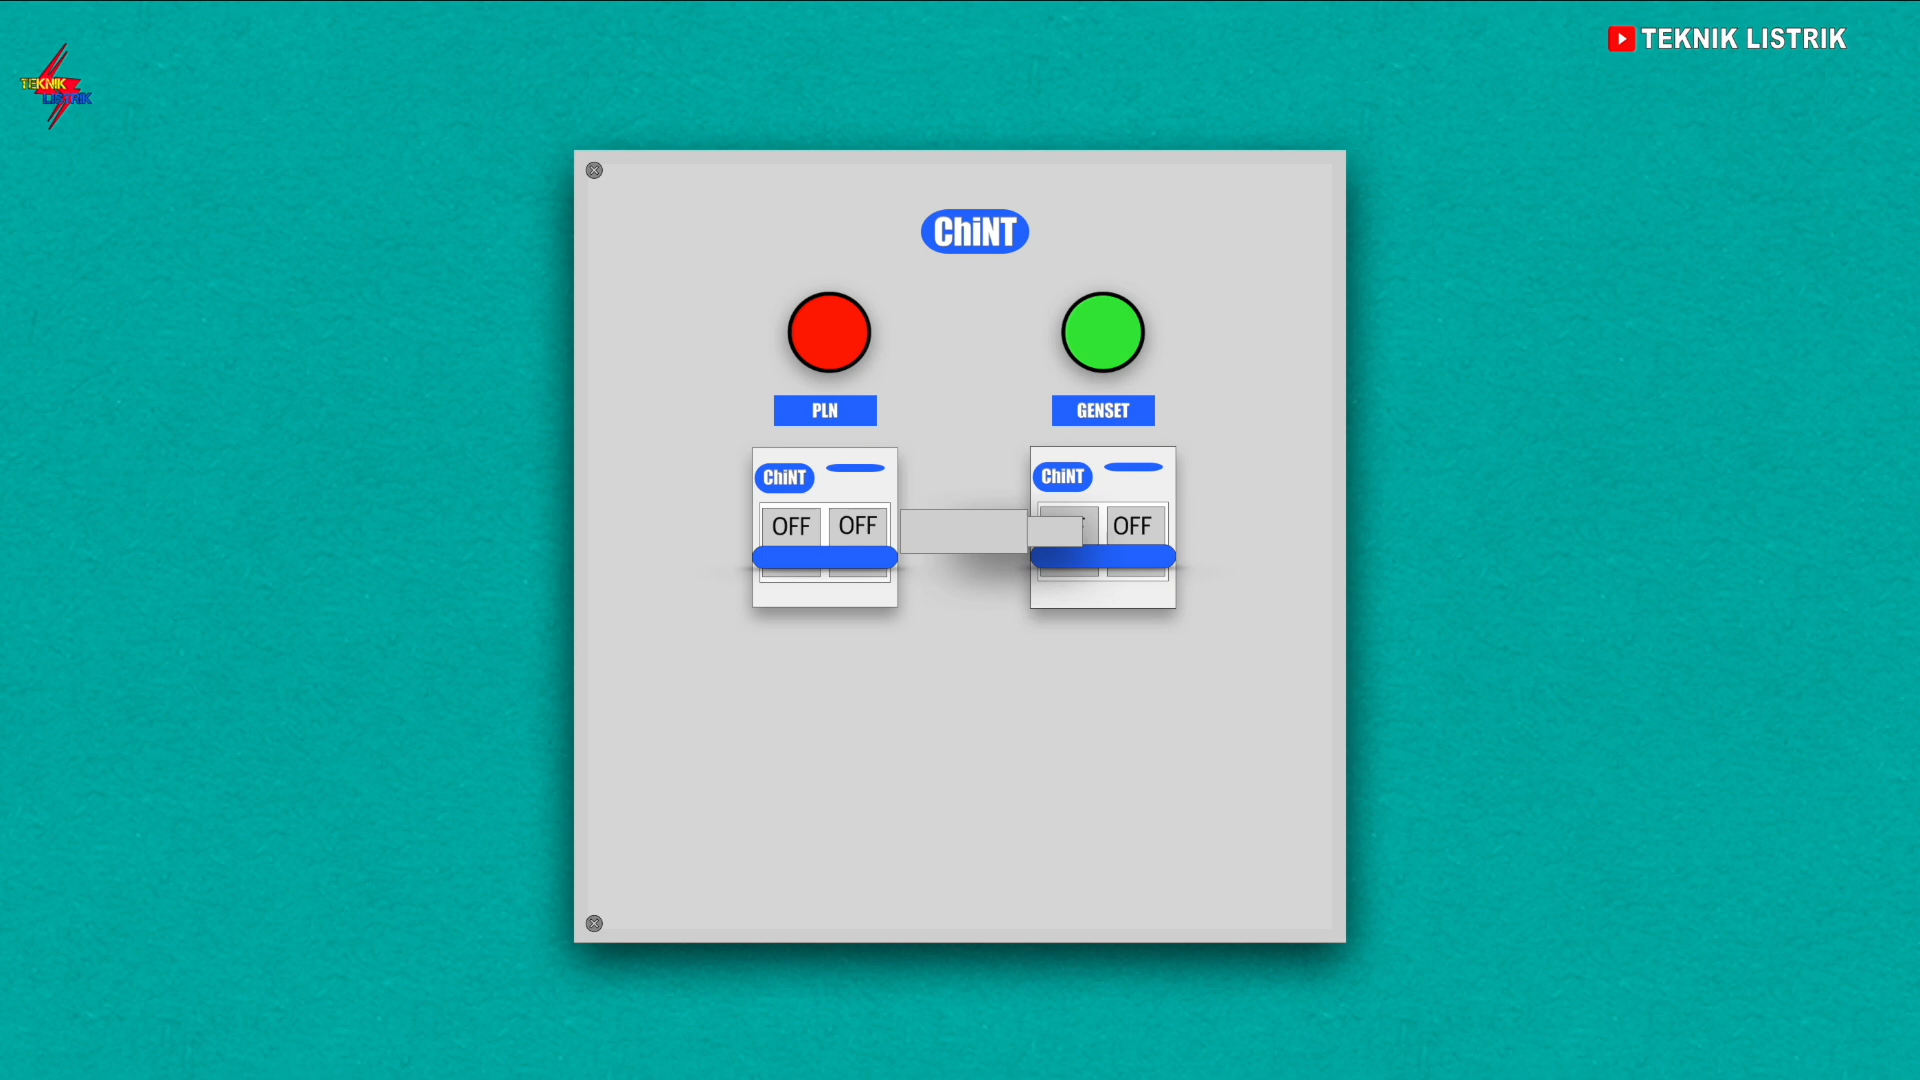 TEKNIK LISTRIK
TEKNIK
LISTRIK
ChiNT
PLN
GENSET
ChiNT
ChiNT
OFF
OFF
OFF